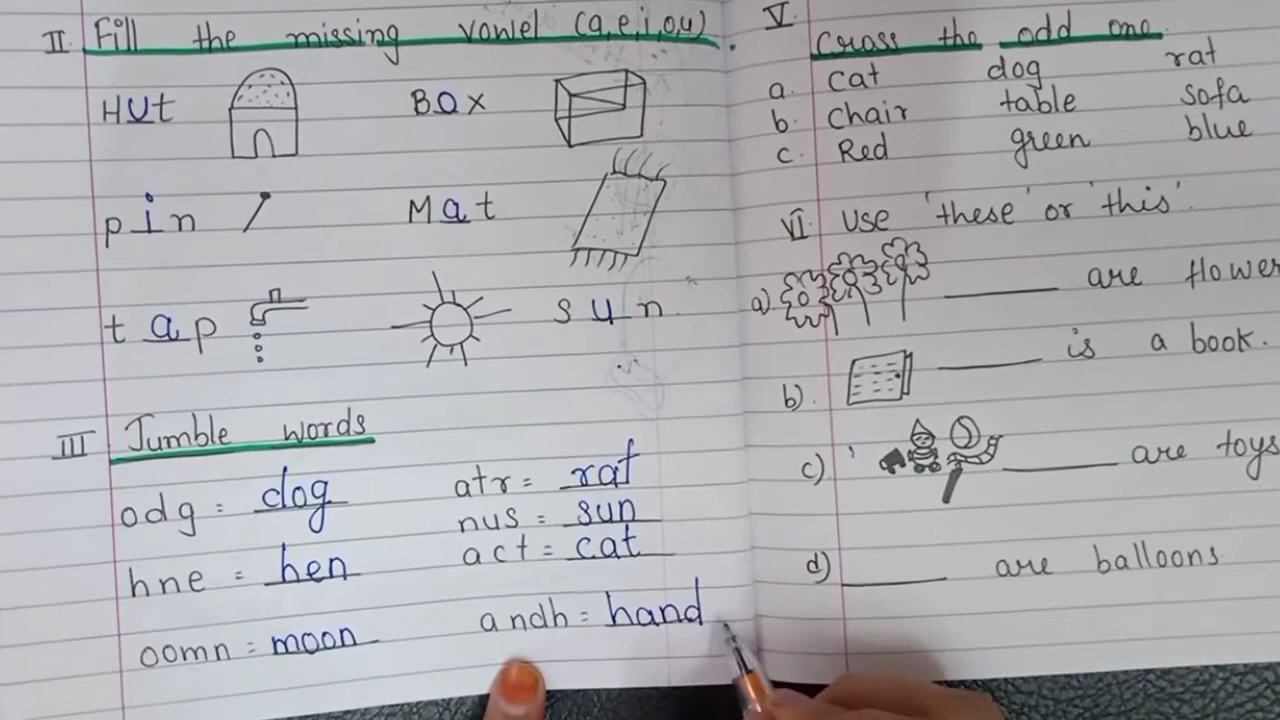 II Fill the missing vowel (a,e,i,o,u).
HUt BOx
pin Mat
tap sun
III Jumble words
odg = dog atr = rat
nus = sun
hne = hen act = cat
oomn = moon andh = hand
V. Cross the odd one.
a. cat dog rat
b. Chair table sofa
c. Red green blue
VI. Use 'these' or 'this'.
a) ______ are flower
b). ______ is a book.
c) ______ are toys
d) ______ are balloons